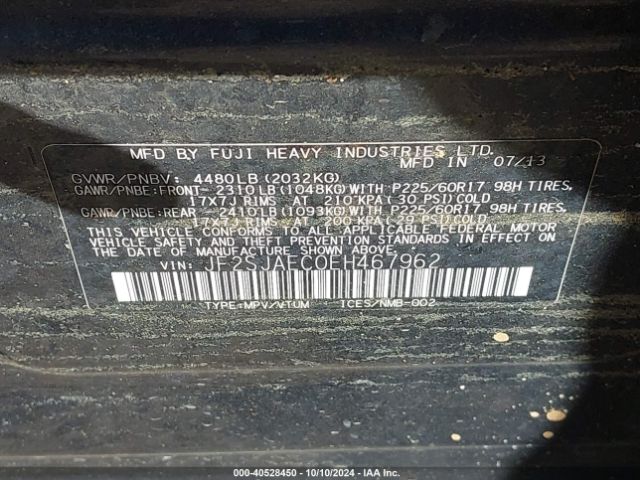 MFD BY FUJI HEAVY INDUSTRIES LTD.
GVWR/PNBV: 4480LB(2032KG) MFD IN 07/13
GAWR/PNBE:FRONT- 2310LB(1048KG)WITH P225/60R17 98H TIRES,
17X7J RIMS AT 210KPA(30 PSI)COLD
GAWR/PNBE:REAR -2410LB(1093KG)WITH P225/60R17 98H TIRES,
17X7J RIMS AT 200KPA(29 PSI)COLD
THIS VEHICLE CONFORMS TO ALL APPLICABLE FEDERAL MOTOR
VEHICLE SAFETY AND THEFT PREVENTION STANDARDS IN EFFECT ON
THE DATE OF MANUFACTURE SHOWN ABOVE.
VIN: JF2SJAEC0EH467962
TYPE:MPV/VTUM ICES/NMB-002
000-40528450 - 10/10/2024 - IAA Inc.